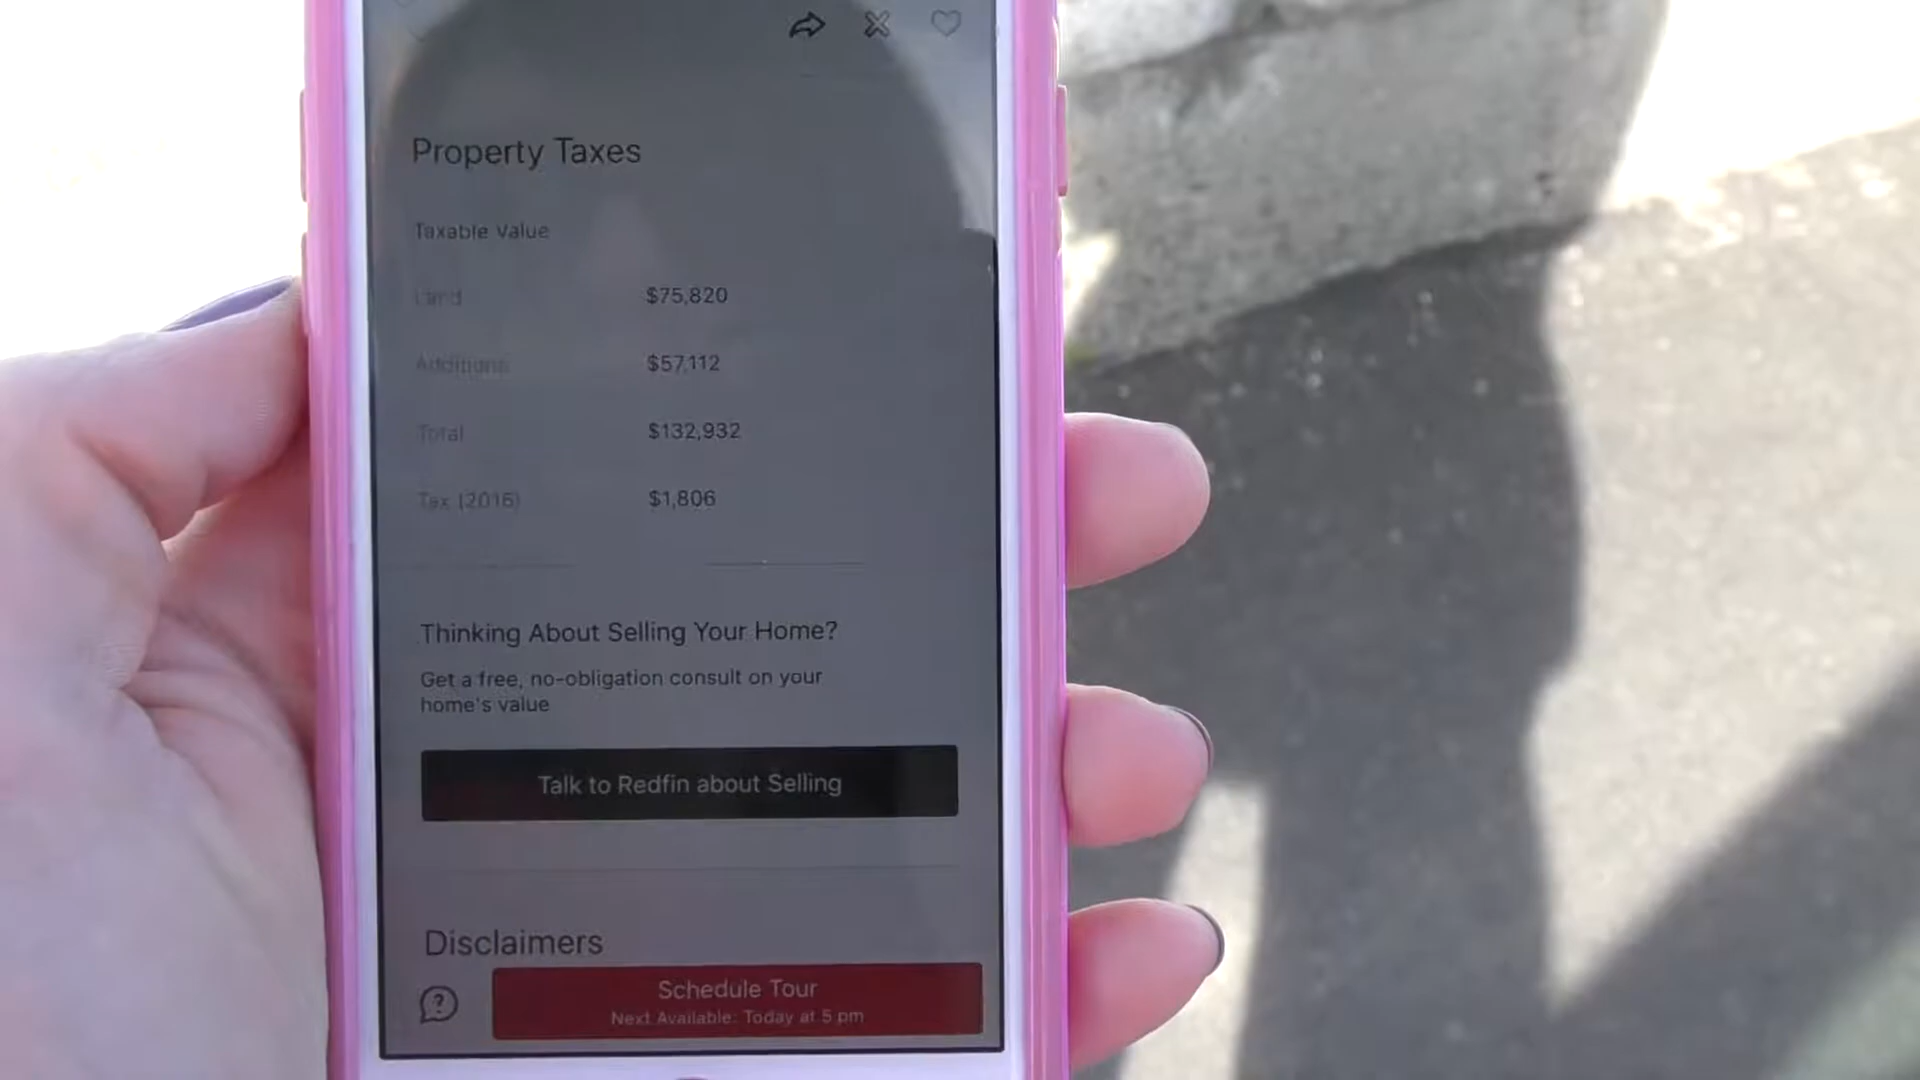 Property Taxes
Taxable Value
Land $75,820
Additions $57,112
Total $132,932
Tax (2016) $1,806
Thinking About Selling Your Home?
Get a free, no-obligation consult on your
home's value
Talk to Redfin about Selling
Disclaimers
Schedule Tour
Next Available: Today at 5 pm